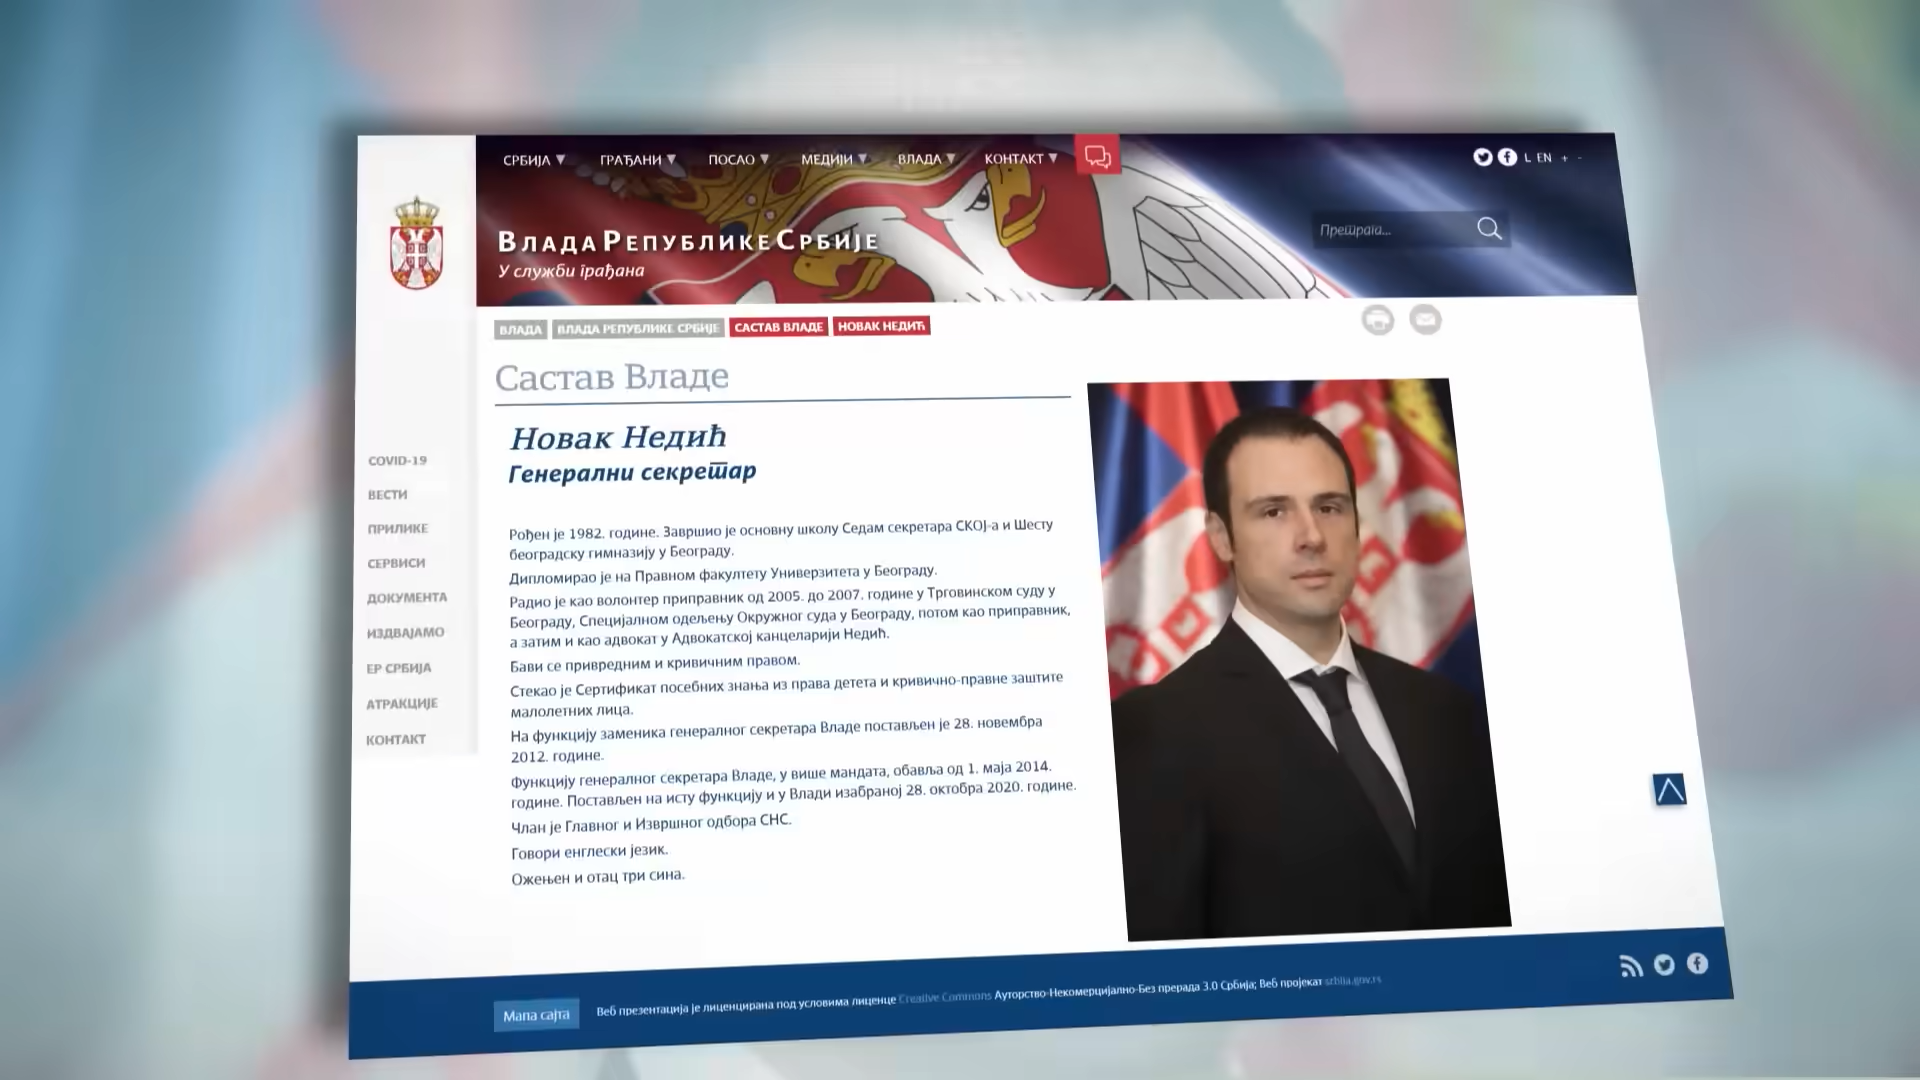 СРБИЈА ГРАЂАНИ ПОСАО МЕДИЈИ ВЛАДА КОНТАКТ L EN + -
ВЛАДА РЕПУБЛИКЕ СРБИЈЕ
У служби грађана
Претрага...
ВЛАДА ВЛАДА РЕПУБЛИКЕ СРБИЈЕ САСТАВ ВЛАДЕ НОВАК НЕДИЋ
Састав Владе
Новак Недић
Генерални секретар
COVID-19
ВЕСТИ
ПРИЛИКЕ
СЕРВИСИ
ДОКУМЕНТА
ИЗДВАЈАМО
ЕР СРБИЈА
АТРАКЦИЈЕ
КОНТАКТ
Рођен је 1982. године. Завршио је основну школу Седам секретара СКОЈ-а и Шесту
београдску гимназију у Београду.
Дипломирао је на Правном факултету Универзитета у Београду.
Радио је као волонтер приправник од 2005. до 2007. године у Трговинском суду у
Београду, Специјалном одељењу Окружног суда у Београду, потом као приправник,
а затим и као адвокат у Адвокатској канцеларији Недић.
Бави се привредним и кривичним правом.
Стекао је Сертификат посебних знања из права детета и кривично-правне заштите
малолетних лица.
На функцију заменика генералног секретара Владе постављен је 28. новембра
2012. године.
Функцију генералног секретара Владе, у више мандата, обавља од 1. маја 2014.
године. Постављен на исту функцију и у Влади изабраној 28. октобра 2020. године.
Члан је Главног и Извршног одбора СНС.
Говори енглески језик.
Ожењен и отац три сина.
Мапа сајта
Веб презентација је лиценцирана под условима лиценце Creative Commons Ауторство-Некомерцијално-Без прерада 3.0 Србија; Веб пројекат srbija.gov.rs